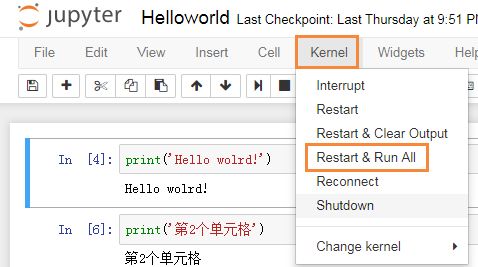 jupyter Helloworld Last Checkpoint: Last Thursday at 9:51 P
File Edit View Insert Cell Kernel Widgets Help
Interrupt
Restart
Restart & Clear Output
Restart & Run All
Reconnect
Shutdown
Change kernel
In [4]: print('Hello wolrd!')
Hello wolrd!
In [6]: print('第2个单元格')
第2个单元格